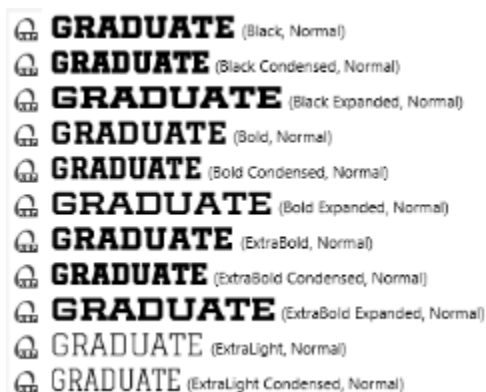 GRADUATE (Black, Normal)
GRADUATE (Black Condensed, Normal)
GRADUATE (Black Expanded, Normal)
GRADUATE (Bold, Normal)
GRADUATE (Bold Condensed, Normal)
GRADUATE (Bold Expanded, Normal)
GRADUATE (ExtraBold, Normal)
GRADUATE (ExtraBold Condensed, Normal)
GRADUATE (ExtraBold Expanded, Normal)
GRADUATE (ExtraLight, Normal)
GRADUATE (ExtraLight Condensed, Normal)